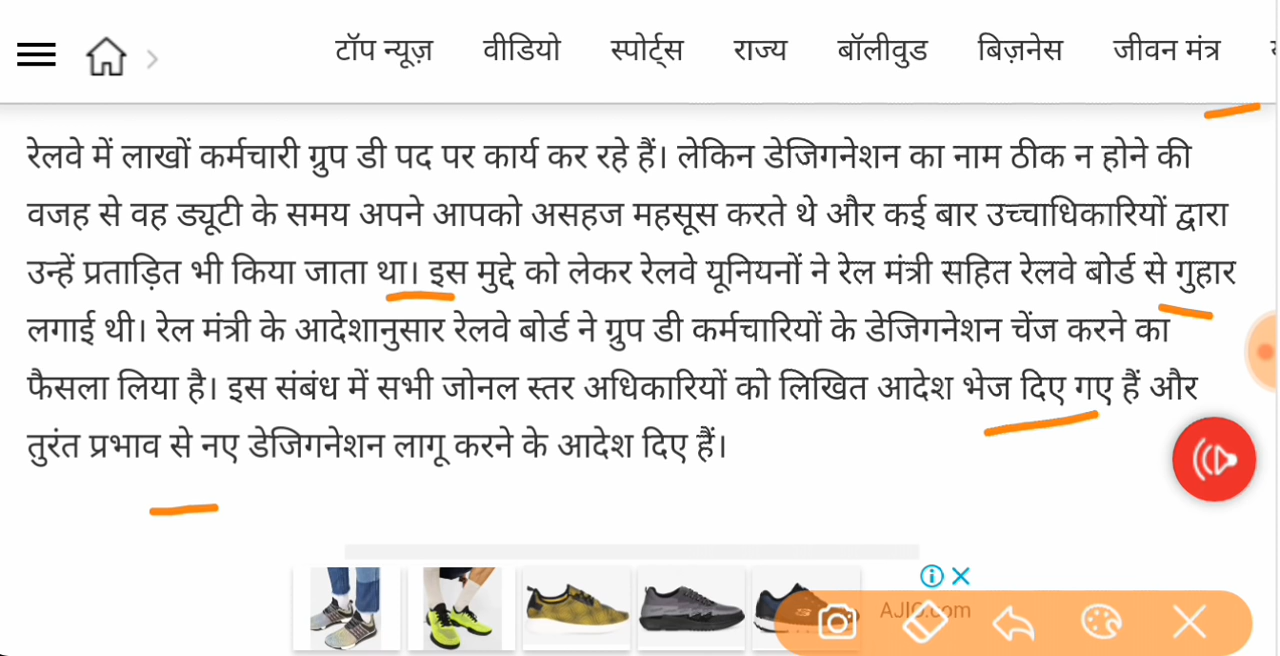 टॉप न्यूज़ वीडियो स्पोर्ट्स राज्य बॉलीवुड बिज़नेस जीवन मंत्र
रेलवे में लाखों कर्मचारी ग्रुप डी पद पर कार्य कर रहे हैं। लेकिन डेजिगनेशन का नाम ठीक न होने की
वजह से वह ड्यूटी के समय अपने आपको असहज महसूस करते थे और कई बार उच्चाधिकारियों द्वारा
उन्हें प्रताड़ित भी किया जाता था। इस मुद्दे को लेकर रेलवे यूनियनों ने रेल मंत्री सहित रेलवे बोर्ड से गुहार
लगाई थी। रेल मंत्री के आदेशानुसार रेलवे बोर्ड ने ग्रुप डी कर्मचारियों के डेजिगनेशन चेंज करने का
फैसला लिया है। इस संबंध में सभी जोनल स्तर अधिकारियों को लिखित आदेश भेज दिए गए हैं और
तुरंत प्रभाव से नए डेजिगनेशन लागू करने के आदेश दिए हैं।
AJIO.com